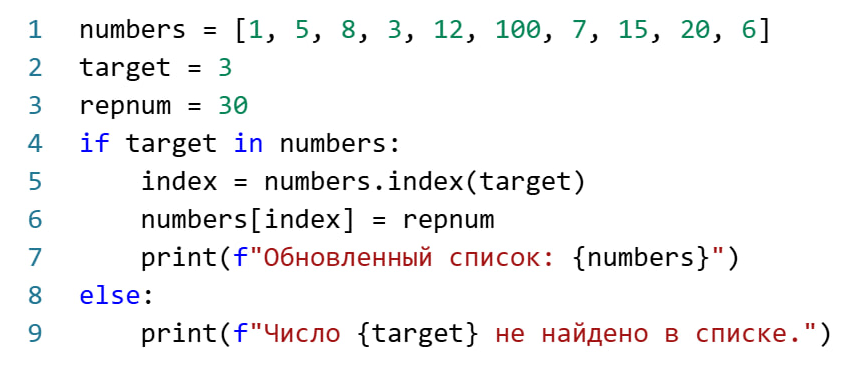 1 numbers = [1, 5, 8, 3, 12, 100, 7, 15, 20, 6]
2 target = 3
3 repnum = 30
4 if target in numbers:
5     index = numbers.index(target)
6     numbers[index] = repnum
7     print(f"Обновленный список: {numbers}")
8 else:
9     print(f"Число {target} не найдено в списке.")